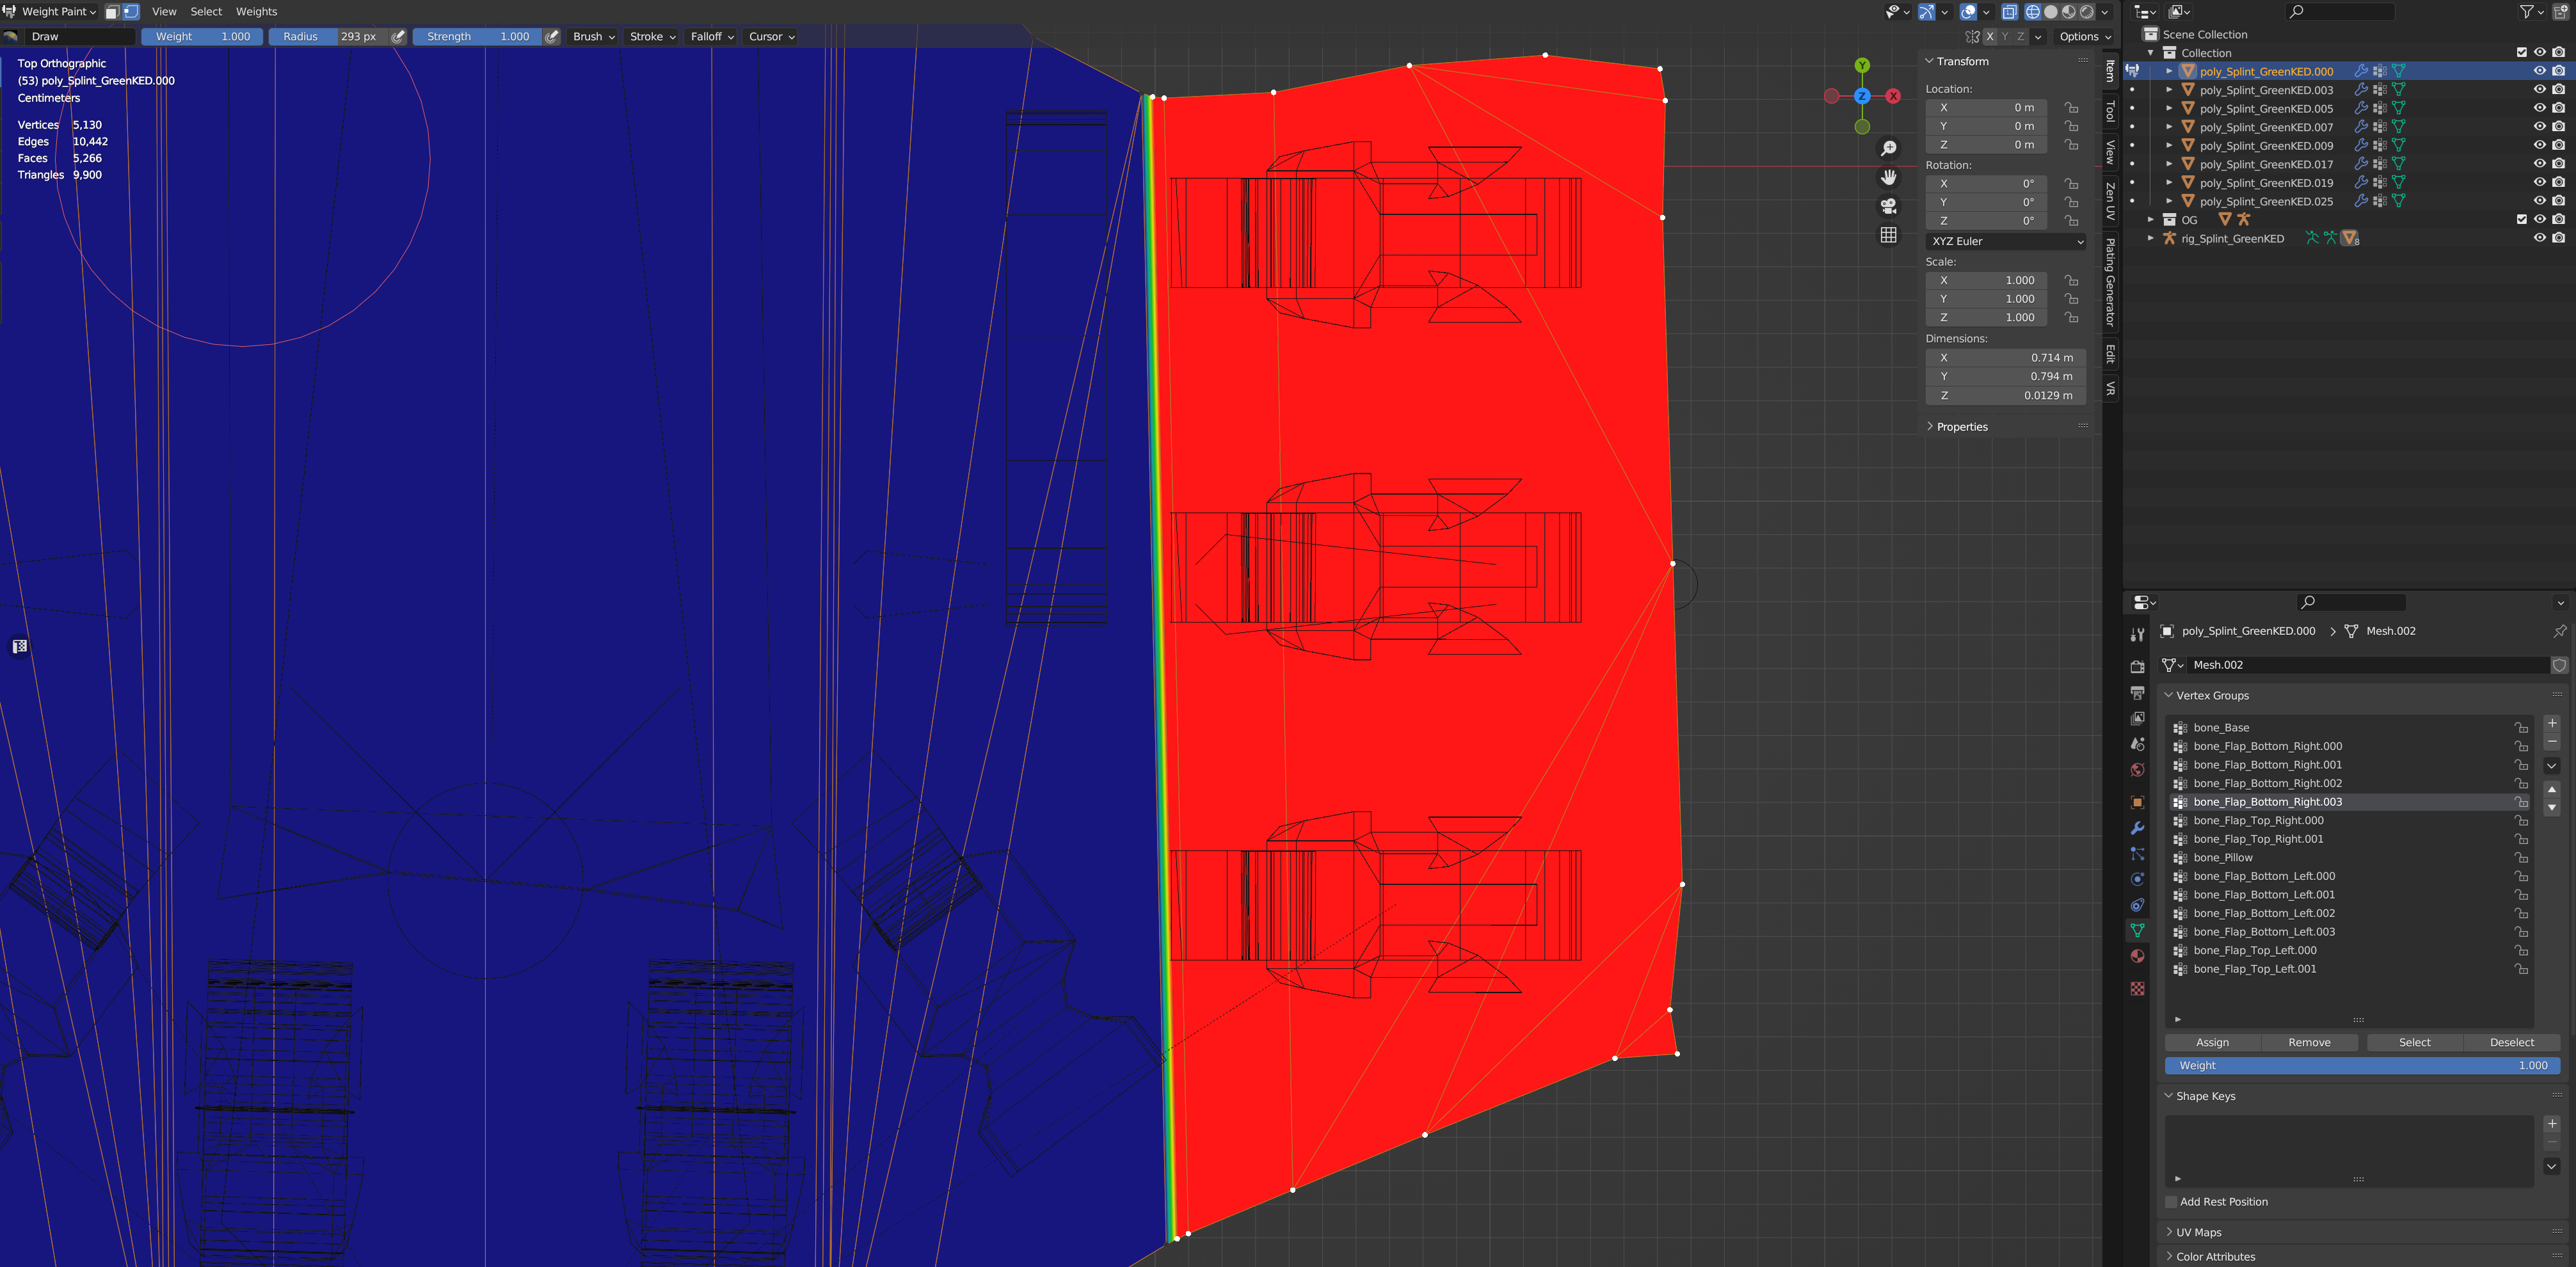 Weight Paint View Select Weights
Draw Weight 1.000 Radius 293 px Strength 1.000 Brush Stroke Falloff Cursor X Y Z Options
Top Orthographic
(53) poly_Splint_GreenKED.000
Centimeters
Vertices 5,130
Edges 10,442
Faces 5,266
Triangles 9,900
Y
Z
X
Transform
Location:
X 0 m
Y 0 m
Z 0 m
Rotation:
X 0°
Y 0°
Z 0°
XYZ Euler
Scale:
X 1.000
Y 1.000
Z 1.000
Dimensions:
X 0.714 m
Y 0.794 m
Z 0.0129 m
Properties
Item
Tool
View
Zen UV
Plating Generator
Edit
VR
Scene Collection
Collection
poly_Splint_GreenKED.000
poly_Splint_GreenKED.003
poly_Splint_GreenKED.005
poly_Splint_GreenKED.007
poly_Splint_GreenKED.009
poly_Splint_GreenKED.017
poly_Splint_GreenKED.019
poly_Splint_GreenKED.025
OG
rig_Splint_GreenKED 8
poly_Splint_GreenKED.000 Mesh.002
Mesh.002
Vertex Groups
bone_Base
bone_Flap_Bottom_Right.000
bone_Flap_Bottom_Right.001
bone_Flap_Bottom_Right.002
bone_Flap_Bottom_Right.003
bone_Flap_Top_Right.000
bone_Flap_Top_Right.001
bone_Pillow
bone_Flap_Bottom_Left.000
bone_Flap_Bottom_Left.001
bone_Flap_Bottom_Left.002
bone_Flap_Bottom_Left.003
bone_Flap_Top_Left.000
bone_Flap_Top_Left.001
Assign Remove Select Deselect
Weight 1.000
Shape Keys
Add Rest Position
UV Maps
Color Attributes